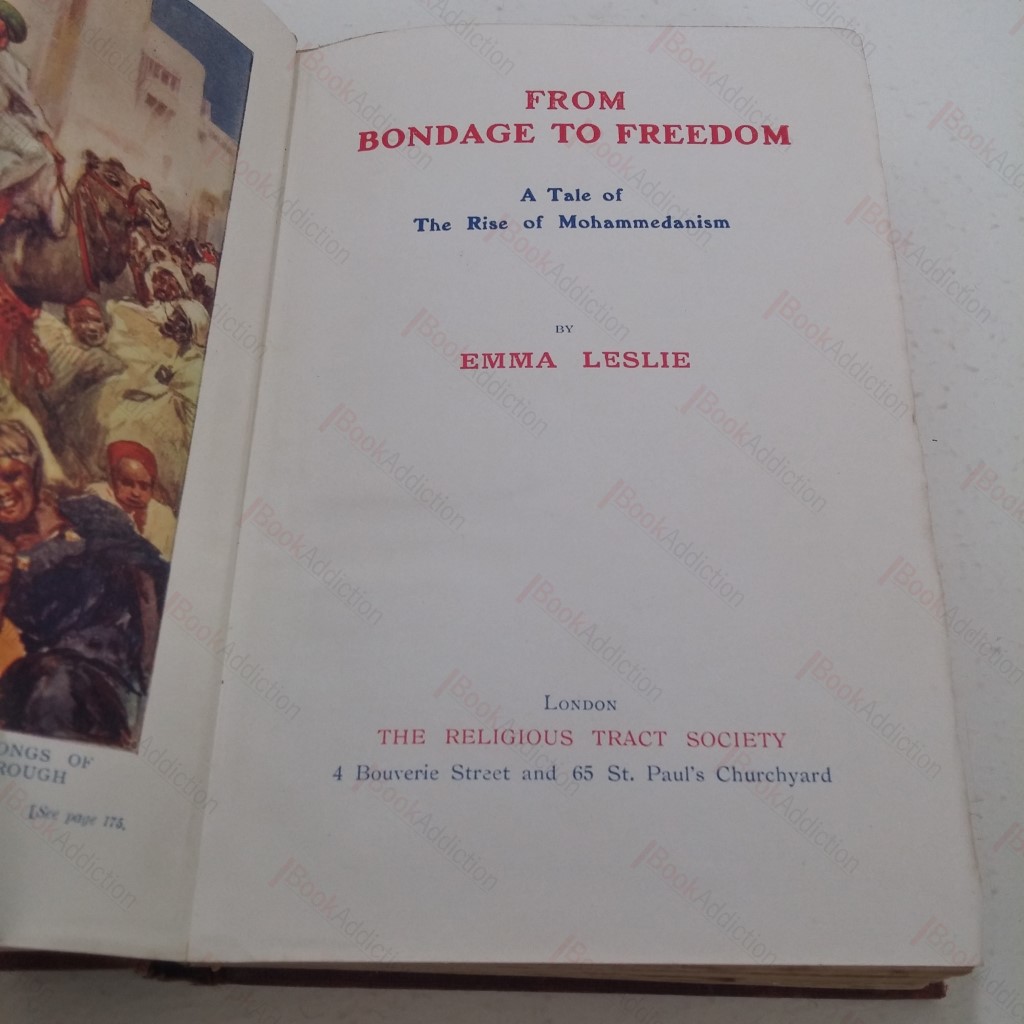 ONGS OF
ROUGH
[See page 175.
FROM
BONDAGE TO FREEDOM
A Tale of
The Rise of Mohammedanism
BY
EMMA LESLIE
LONDON
THE RELIGIOUS TRACT SOCIETY
4 Bouverie Street and 65 St. Paul's Churchyard
BookAddiction